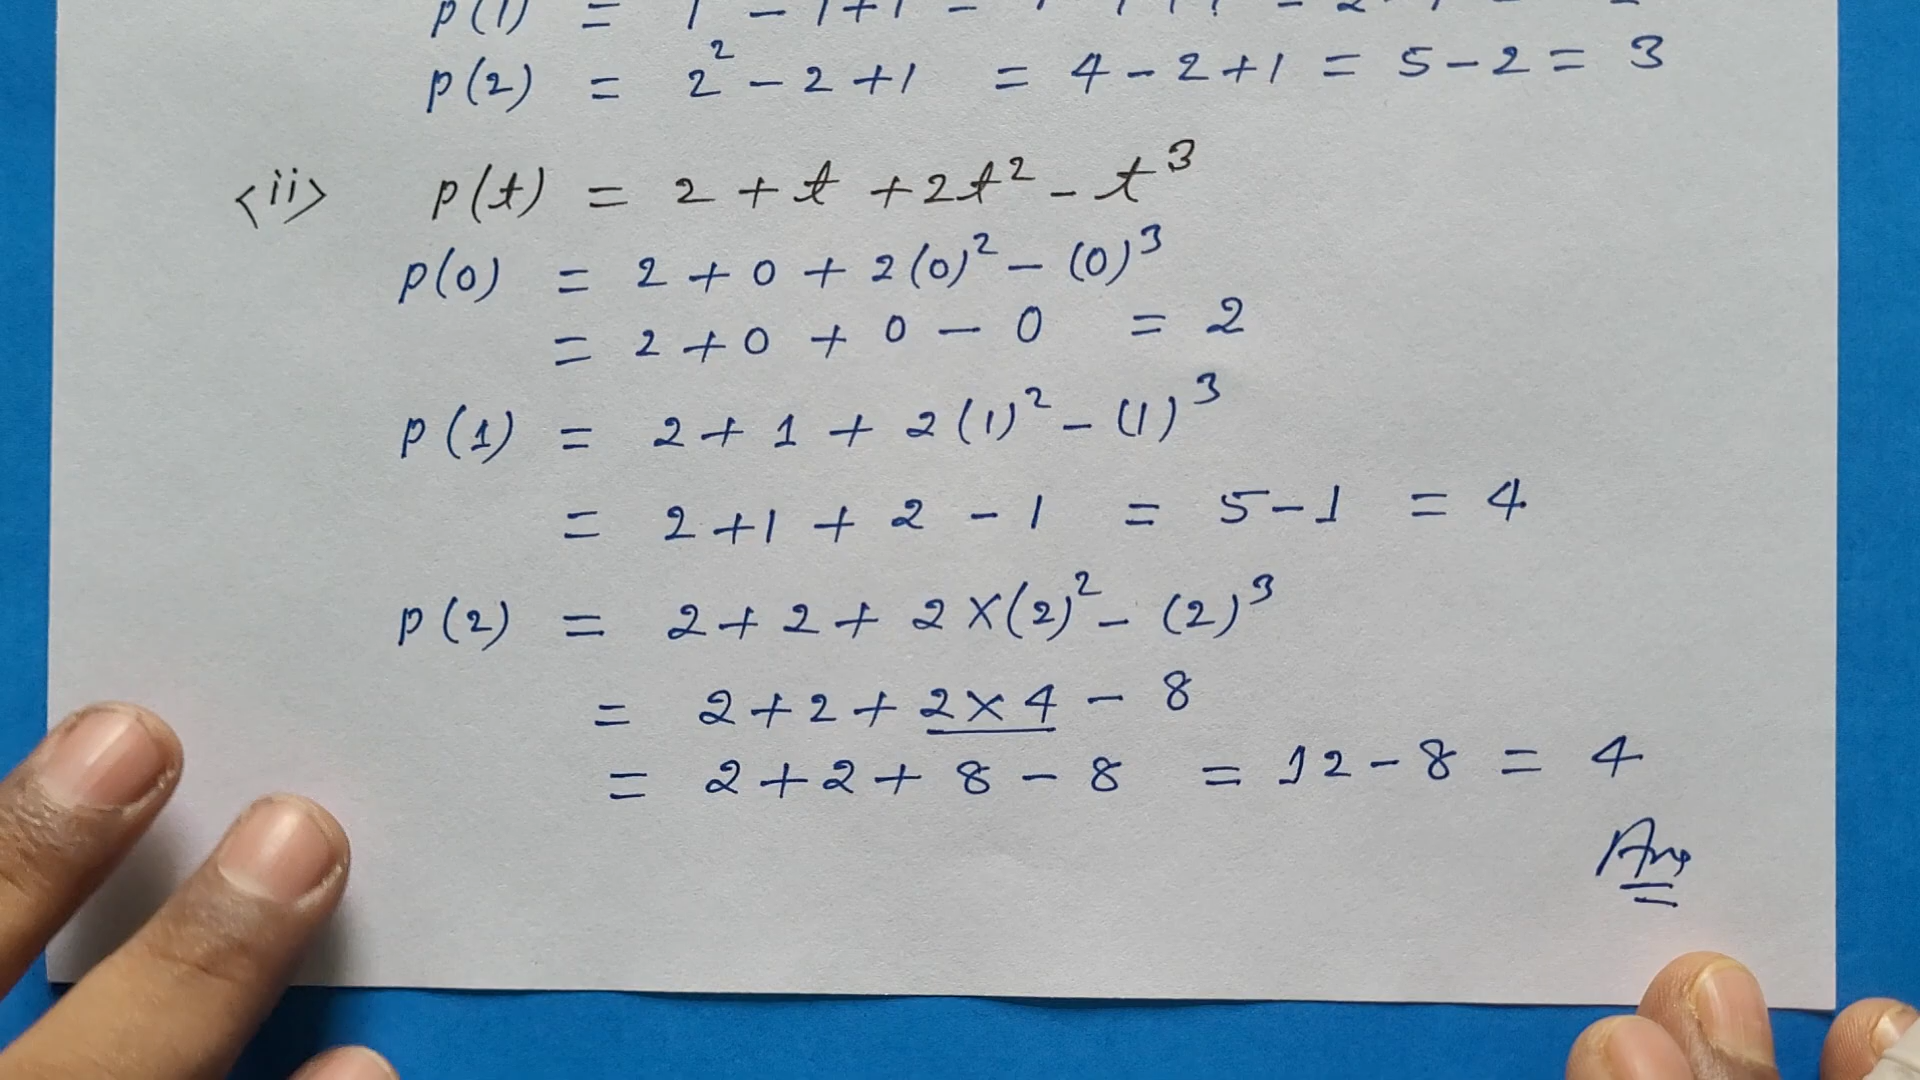 p(2) = 2² - 2 + 1 = 4 - 2 + 1 = 5 - 2 = 3
<ii> p(t) = 2 + t + 2t² - t³
p(0) = 2 + 0 + 2(0)² - (0)³
= 2 + 0 + 0 - 0 = 2
p(1) = 2 + 1 + 2(1)² - (1)³
= 2 + 1 + 2 - 1 = 5 - 1 = 4
p(2) = 2 + 2 + 2 × (2)² - (2)³
= 2 + 2 + 2 × 4 - 8
= 2 + 2 + 8 - 8 = 12 - 8 = 4
Ans